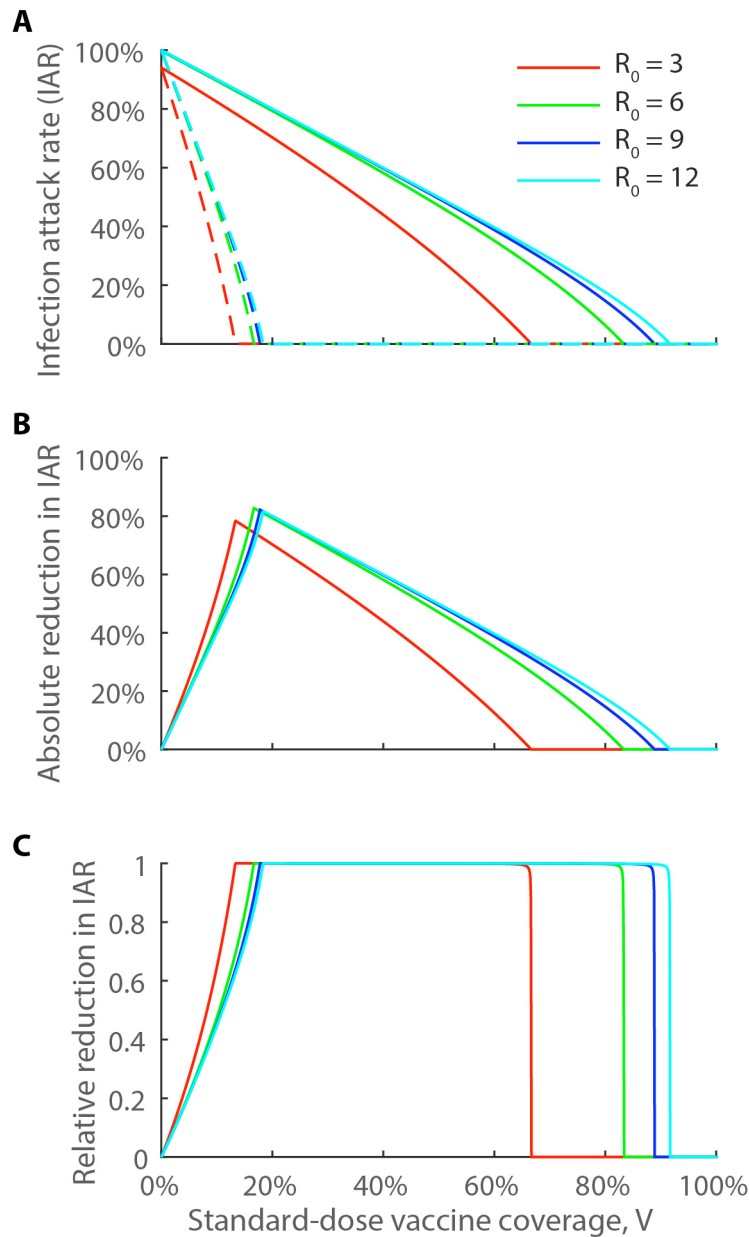 A
Infection attack rate (IAR)
100%
80%
60%
40%
20%
0%
R0 = 3
R0 = 6
R0 = 9
R0 = 12
B
Absolute reduction in IAR
100%
80%
60%
40%
20%
0%
C
Relative reduction in IAR
1
0.8
0.6
0.4
0.2
0
0% 20% 40% 60% 80% 100%
Standard-dose vaccine coverage, V